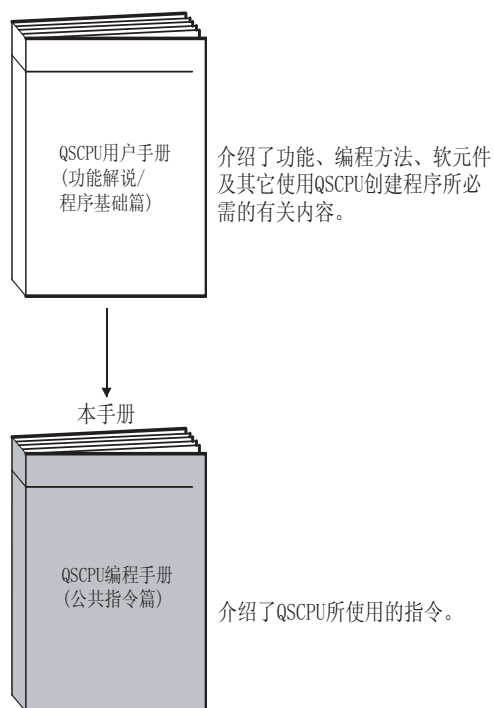 QSCPU用户手册
(功能解说/
程序基础篇)
介绍了功能、编程方法、软元件
及其它使用QSCPU创建程序所必
需的有关内容。
本手册
QSCPU编程手册
(公共指令篇)
介绍了QSCPU所使用的指令。